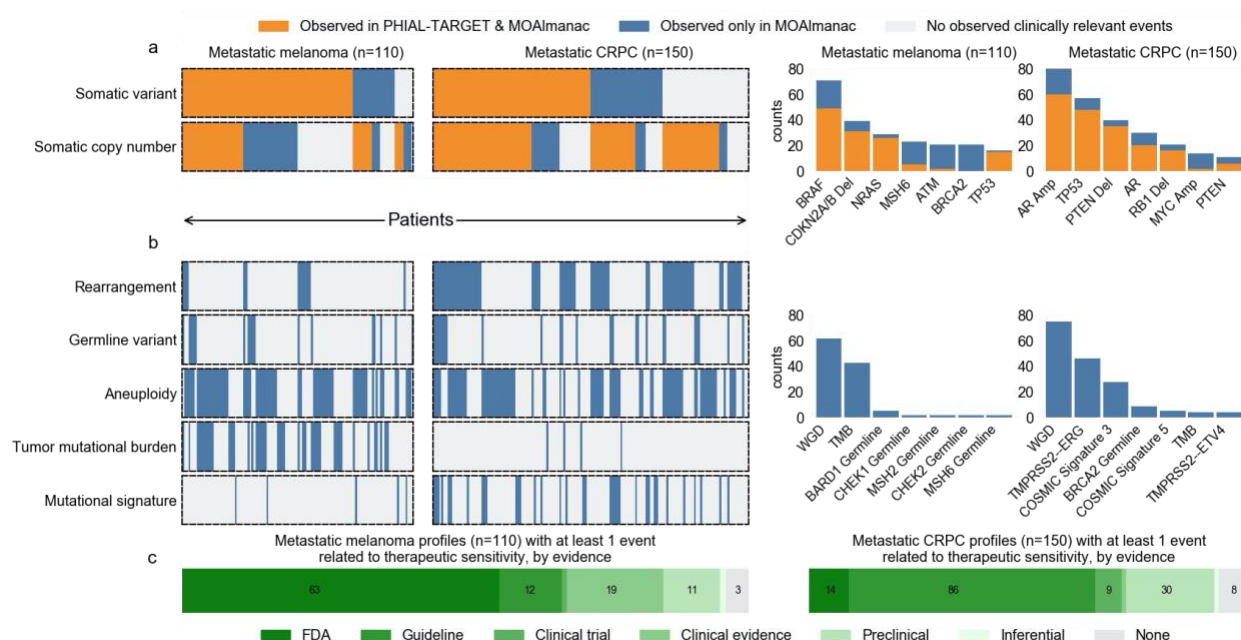 Observed in PHIAL-TARGET & MOAlmanac Observed only in MOAlmanac No observed clinically relevant events
a
Metastatic melanoma (n=110) Metastatic CRPC (n=150)
Somatic variant
Somatic copy number
Metastatic melanoma (n=110) Metastatic CRPC (n=150)
80 80
60 60
40 40
20 20
0 0
counts
BRAF CDKN2A/B Del NRAS MSH6 ATM BRCA2 TP53
AR Amp TP53 PTEN Del AR RB1 Del MYC Amp PTEN
Patients
b
Rearrangement
Germline variant
Aneuploidy
Tumor mutational burden
Mutational signature
80 80
60 60
40 40
20 20
0 0
counts
WGD TMB BARD1 Germline CHEK1 Germline MSH2 Germline CHEK2 Germline MSH6 Germline
WGD TMPRSS2-ERG COSMIC Signature 3 BRCA2 Germline COSMIC Signature 5 TMB TMPRSS2-ETV4
c
Metastatic melanoma profiles (n=110) with at least 1 event
related to therapeutic sensitivity, by evidence
63 12 19 11 3
Metastatic CRPC profiles (n=150) with at least 1 event
related to therapeutic sensitivity, by evidence
14 86 9 30 8
FDA Guideline Clinical trial Clinical evidence Preclinical Inferential None